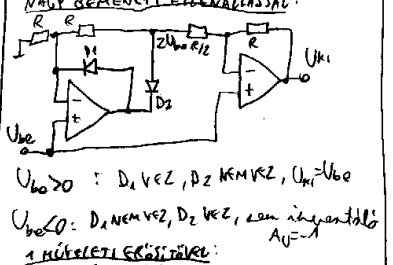 NAGY BEMENETI ELLENÁLLÁSSAL:
R R
D1
2Ube R/2 R
D2
Uki
Ube
Ube>0 : D1 VEZ, D2 NEM VEZ, Uki=Ube
Ube<0: D1 NEM VEZ, D2 VEZ, nem invertáló
AU=-1
1 MŰVELETI ERŐSÍTŐVEL: